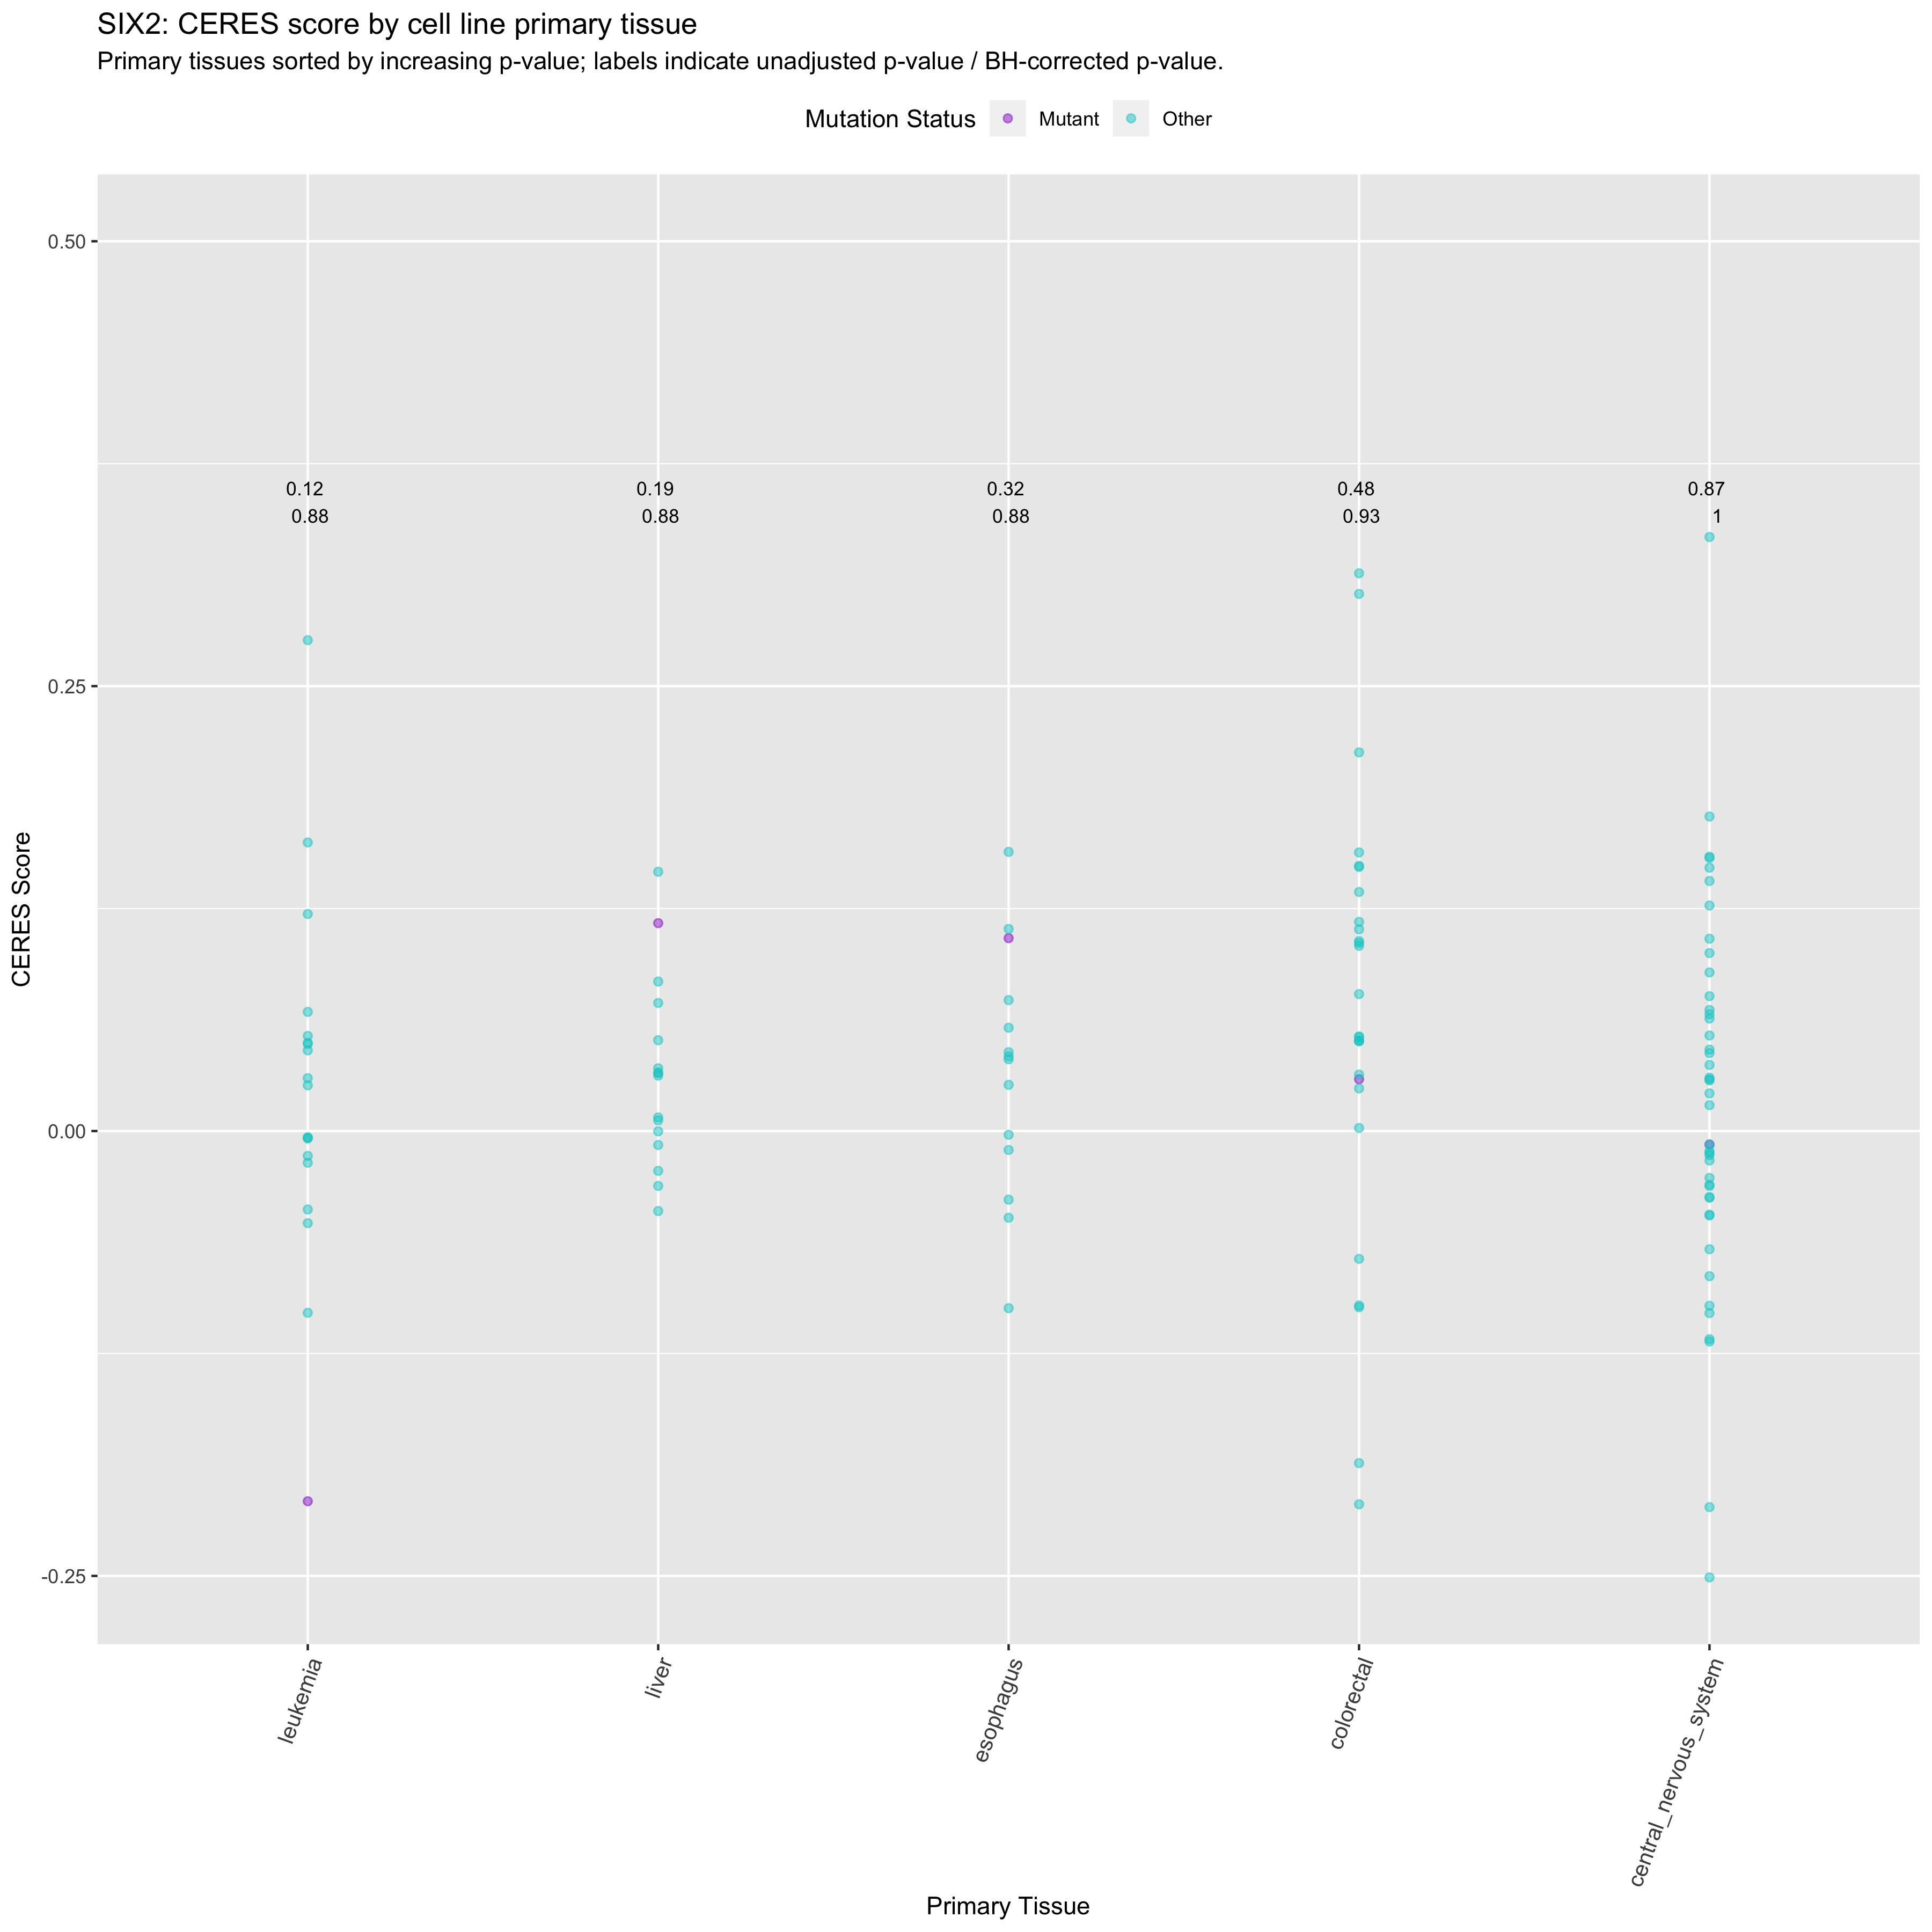 SIX2: CERES score by cell line primary tissue
Primary tissues sorted by increasing p-value; labels indicate unadjusted p-value / BH-corrected p-value.
Mutation Status Mutant Other
0.50
0.12 0.19 0.32 0.48 0.87
0.88 0.88 0.88 0.93 1
0.25
CERES Score
0.00
-0.25
leukemia
liver
esophagus
colorectal
central_nervous_system
Primary Tissue